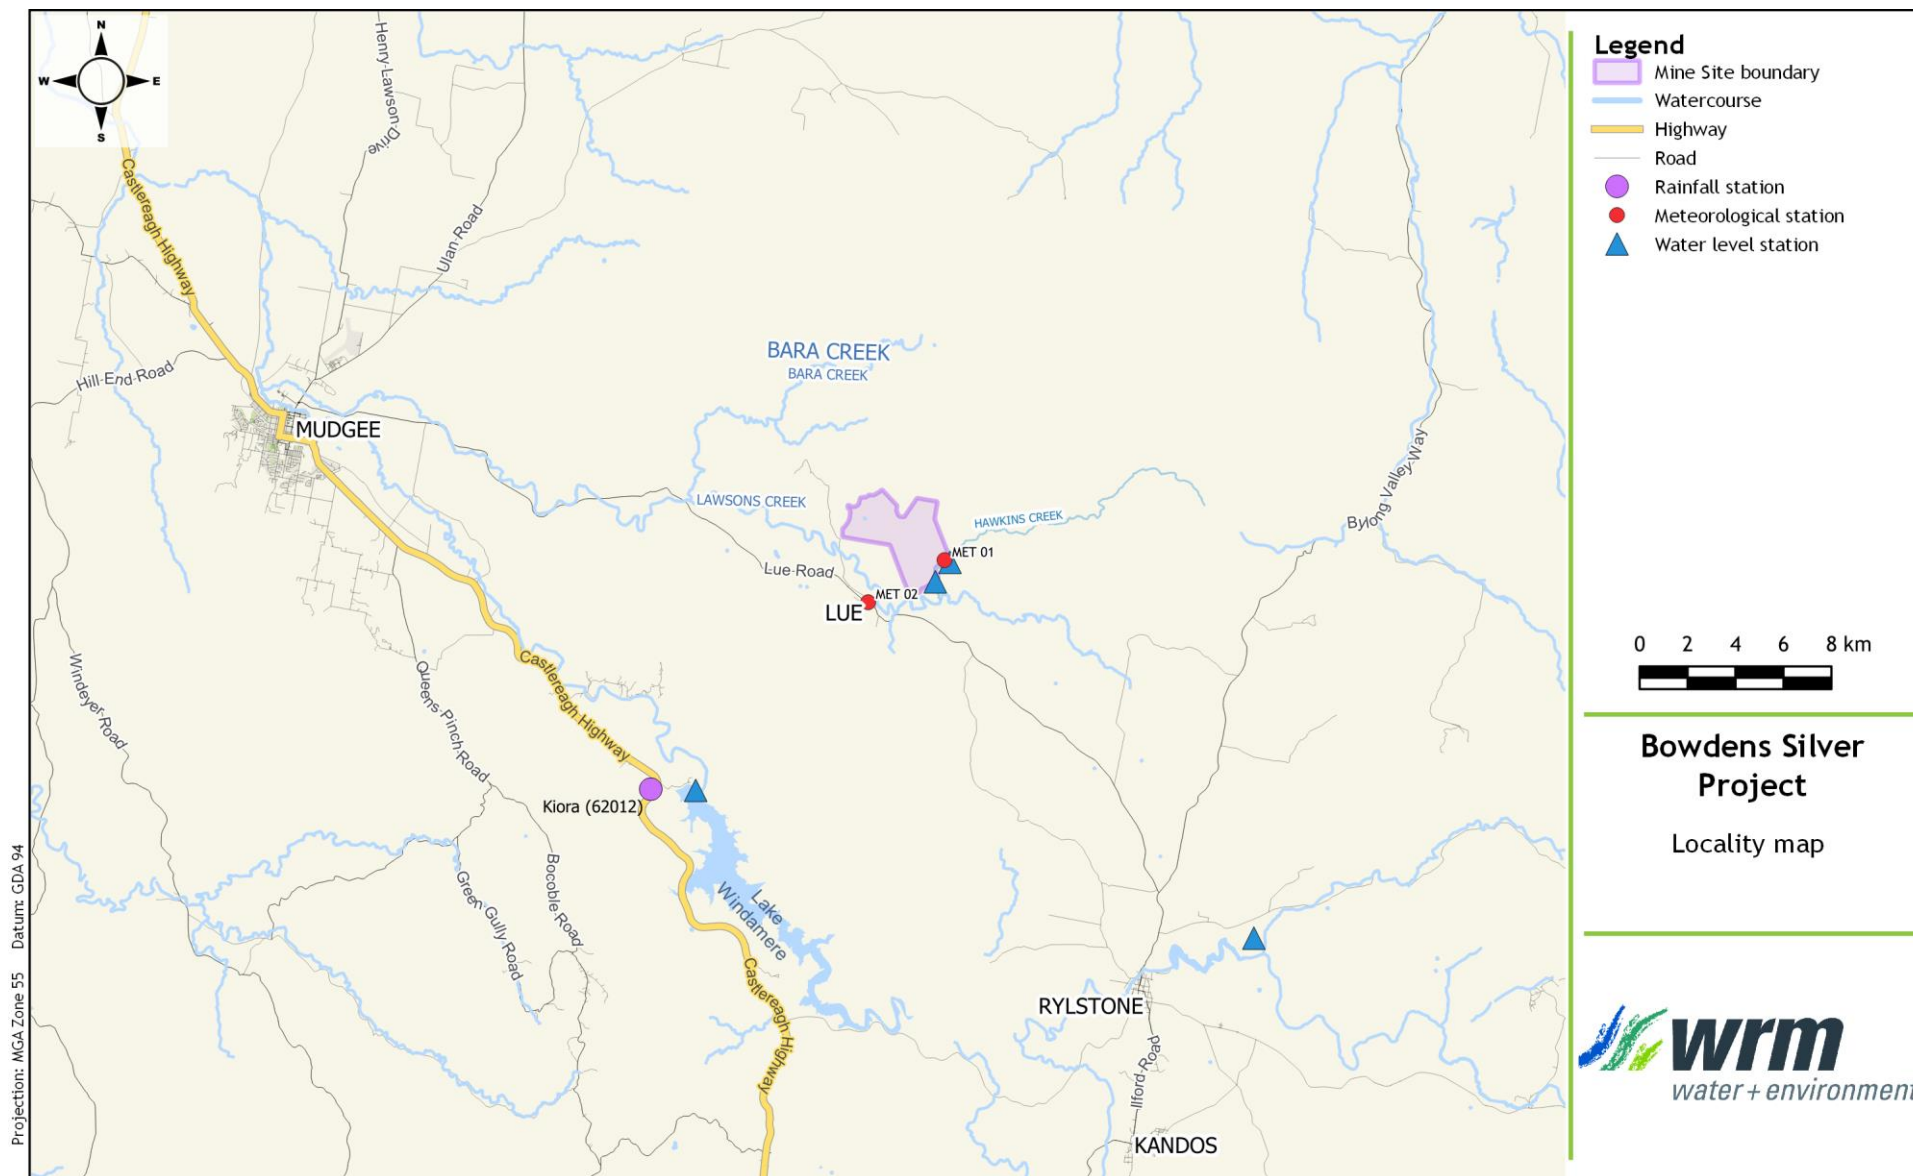 N
W
E
S
Henry Lawson Drive
Castlereagh Highway
Ulan Road
Hill End Road
MUDGEE
BARA CREEK
BARA CREEK
LAWSONS CREEK
HAWKINS CREEK
Bylong Valley Way
MET 01
Lue Road
MET 02
LUE
Windeyer Road
Queens Pinch Road
Castlereagh Highway
Kiora (62012)
Green Gully Road
Bocoble Road
Lake
Windamere
Castlereagh Highway
RYLSTONE
Ilford Road
KANDOS
Projection: MGA Zone 55 Datum: GDA 94
Legend
Mine Site boundary
Watercourse
Highway
Road
Rainfall station
Meteorological station
Water level station
0 2 4 6 8 km
Bowdens Silver
Project
Locality map
wrm
water + environment